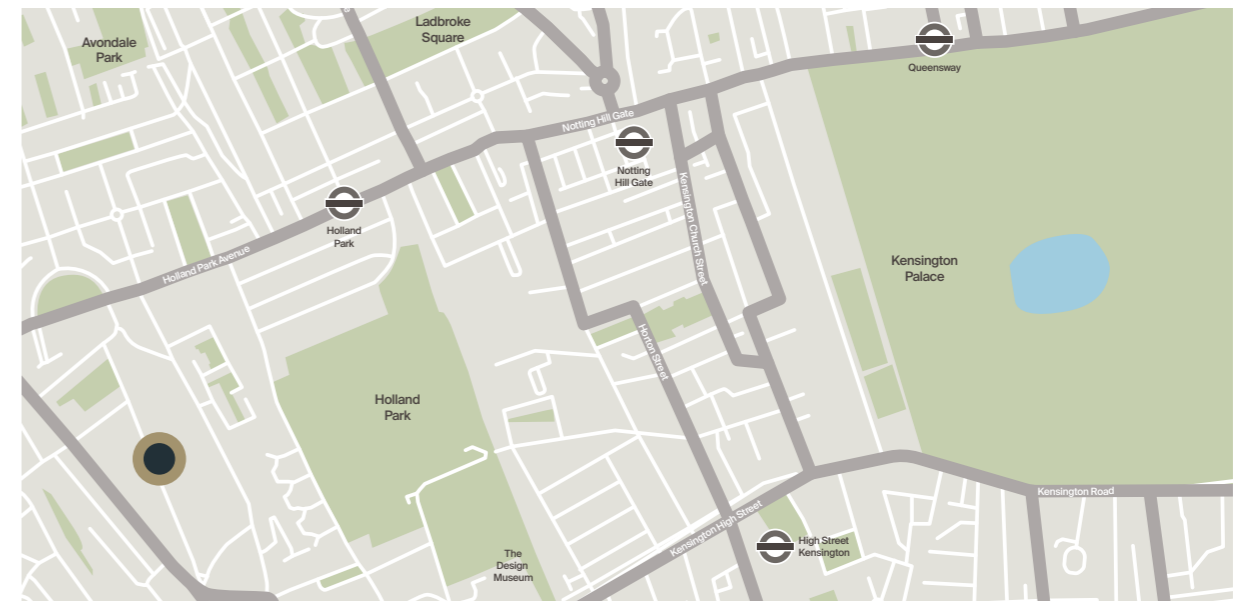 Ladbroke
Square
Avondale
Park
Queensway
Notting Hill Gate
Notting
Hill Gate
Kensington Church Street
Holland
Park
Holland Park Avenue
Kensington
Palace
Horton Street
Holland
Park
Kensington Road
Kensington High Street
High Street
Kensington
The
Design
Museum